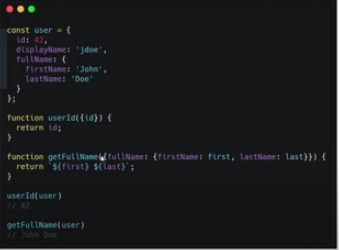 const user = {
  id: 42,
  displayName: 'jdoe',
  fullName: {
    firstName: 'John',
    lastName: 'Doe'
  }
};
function userId({id}) {
  return id;
}
function getFullName({fullName: {firstName: first, lastName: last}}) {
  return `${first} ${last}`;
}
userId(user)
// 42
getFullName(user)
// John Doe